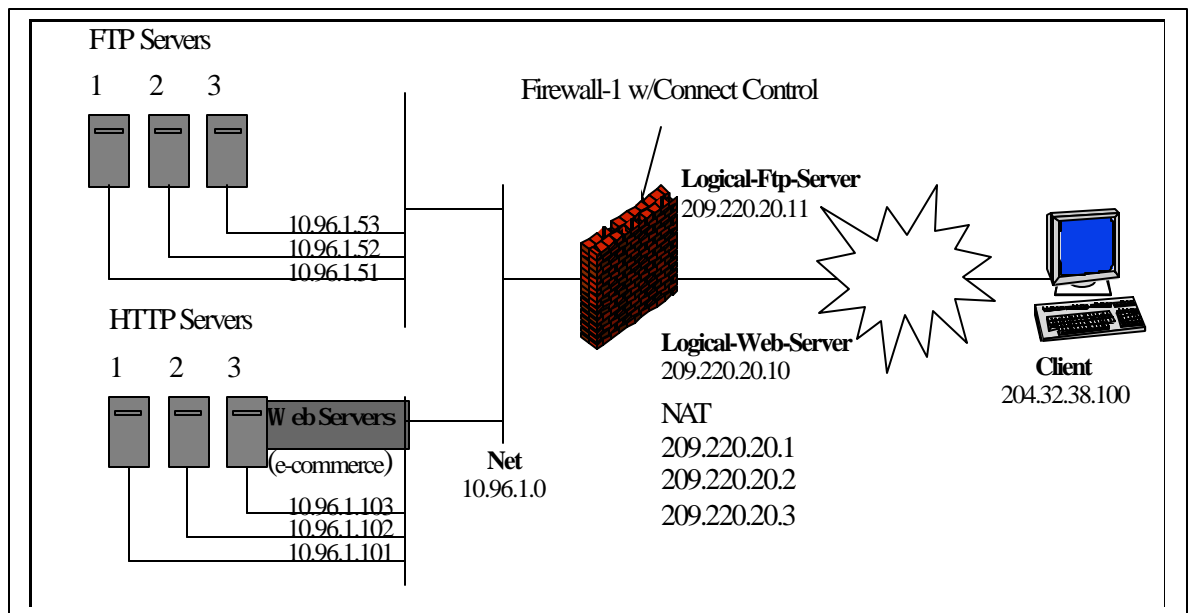 FTP Servers
1 2 3
10.96.1.53
10.96.1.52
10.96.1.51
HTTP Servers
1 2 3
Web Servers
(e-commerce)
10.96.1.103
10.96.1.102
10.96.1.101
Net
10.96.1.0
Firewall-1 w/Connect Control
Logical-Ftp-Server
209.220.20.11
Logical-Web-Server
209.220.20.10
NAT
209.220.20.1
209.220.20.2
209.220.20.3
Client
204.32.38.100